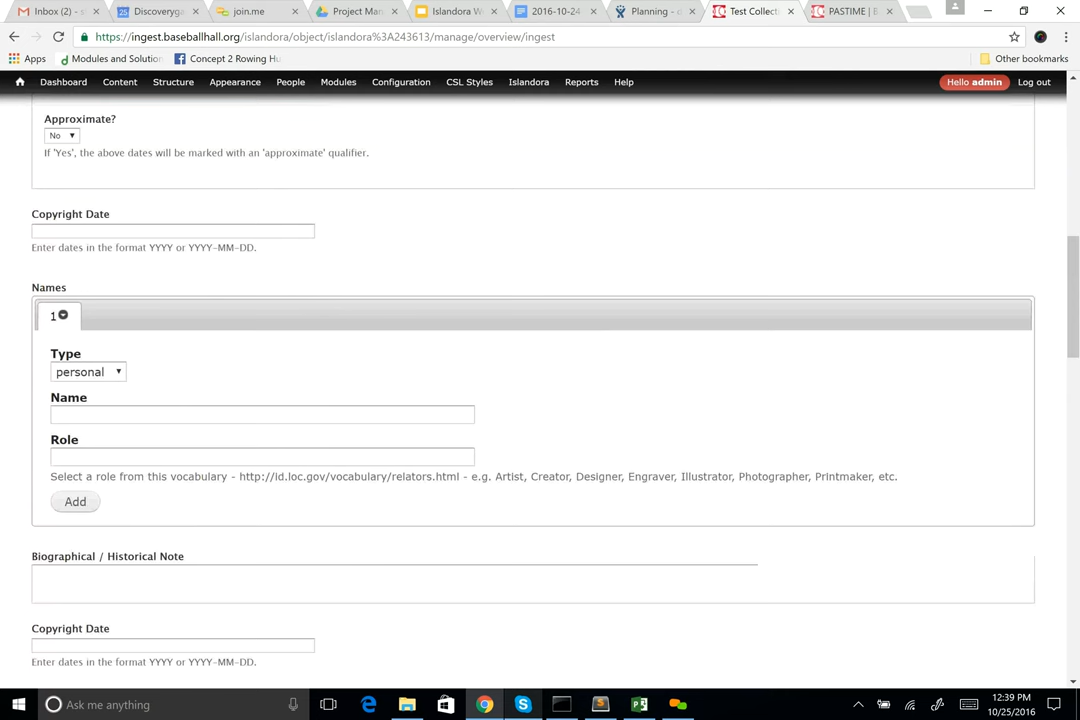 Inbox (2) - s
Discoveryga
join.me
Project Man
Islandora W
2016-10-24
Planning - d
Test Collecti
PASTIME | B
https://ingest.baseballhall.org/islandora/object/islandora%3A243613/manage/overview/ingest
Apps
Modules and Solution
Concept 2 Rowing Hu
Other bookmarks
Dashboard Content Structure Appearance People Modules Configuration CSL Styles Islandora Reports Help
Hello admin Log out
Approximate?
No
If 'Yes', the above dates will be marked with an 'approximate' qualifier.
Copyright Date
Enter dates in the format YYYY or YYYY-MM-DD.
Names
1
Type
personal
Name
Role
Select a role from this vocabulary - http://id.loc.gov/vocabulary/relators.html - e.g. Artist, Creator, Designer, Engraver, Illustrator, Photographer, Printmaker, etc.
Add
Biographical / Historical Note
Copyright Date
Enter dates in the format YYYY or YYYY-MM-DD.
Ask me anything
12:39 PM
10/25/2016